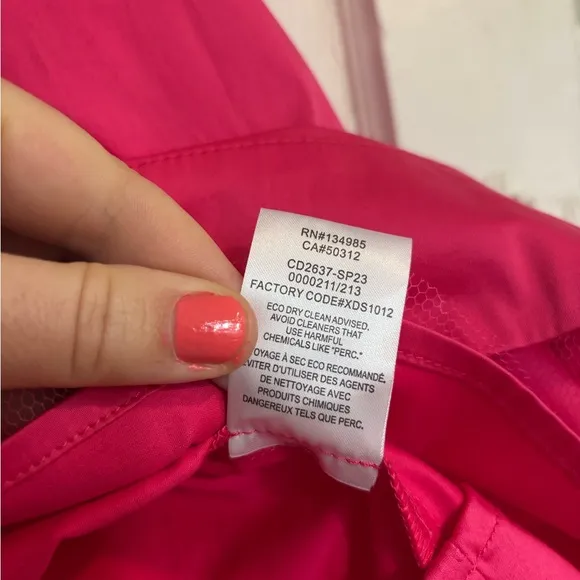 RN#134985
CA#50312
CD2637-SP23
0000211/213
FACTORY CODE#XDS1012
ECO DRY CLEAN ADVISED.
AVOID CLEANERS THAT
USE HARMFUL
CHEMICALS LIKE "PERC."
À SEC ECO RECOMMANDÉ.
D'UTILISER DES AGENTS
DE NETTOYAGE AVEC
PRODUITS CHIMIQUES
DANGEREUX TELS QUE PERC.